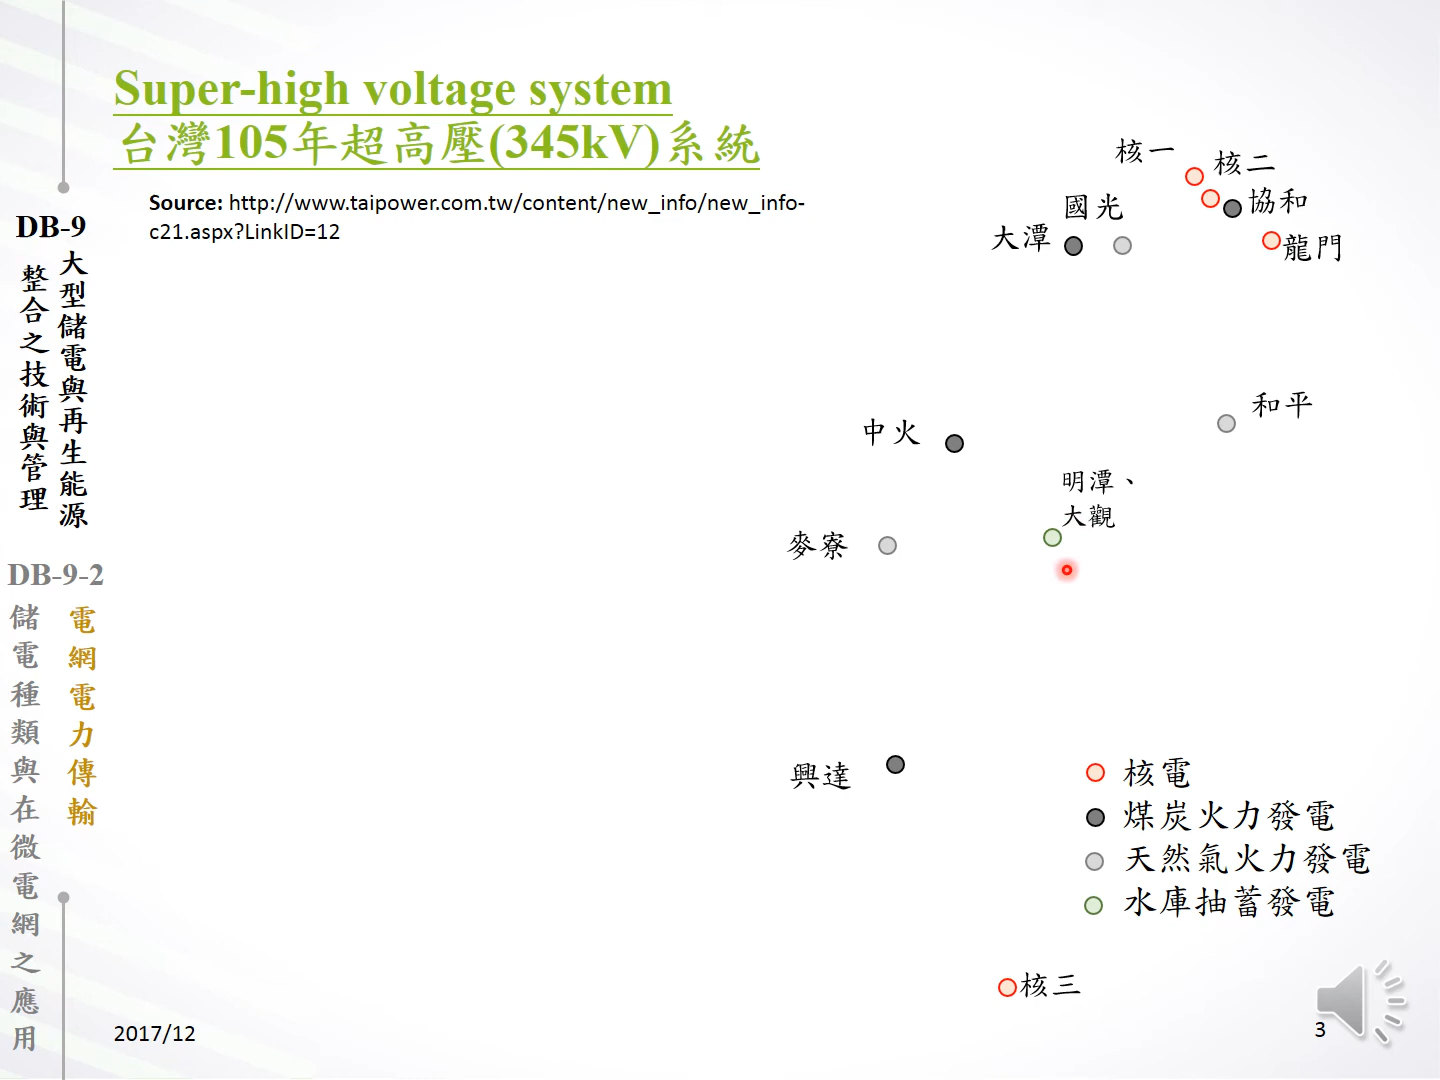 Super-high voltage system
台灣105年超高壓(345kV)系統
Source: http://www.taipower.com.tw/content/new_info/new_info-
c21.aspx?LinkID=12
DB-9
大型儲電與再生能源
整合之技術與管理
DB-9-2
儲電種類與在微電網之應用
電網電力傳輸
核一
核二
國光
協和
大潭
龍門
和平
中火
明潭、
大觀
麥寮
興達
核電
煤炭火力發電
天然氣火力發電
水庫抽蓄發電
核三
2017/12
3